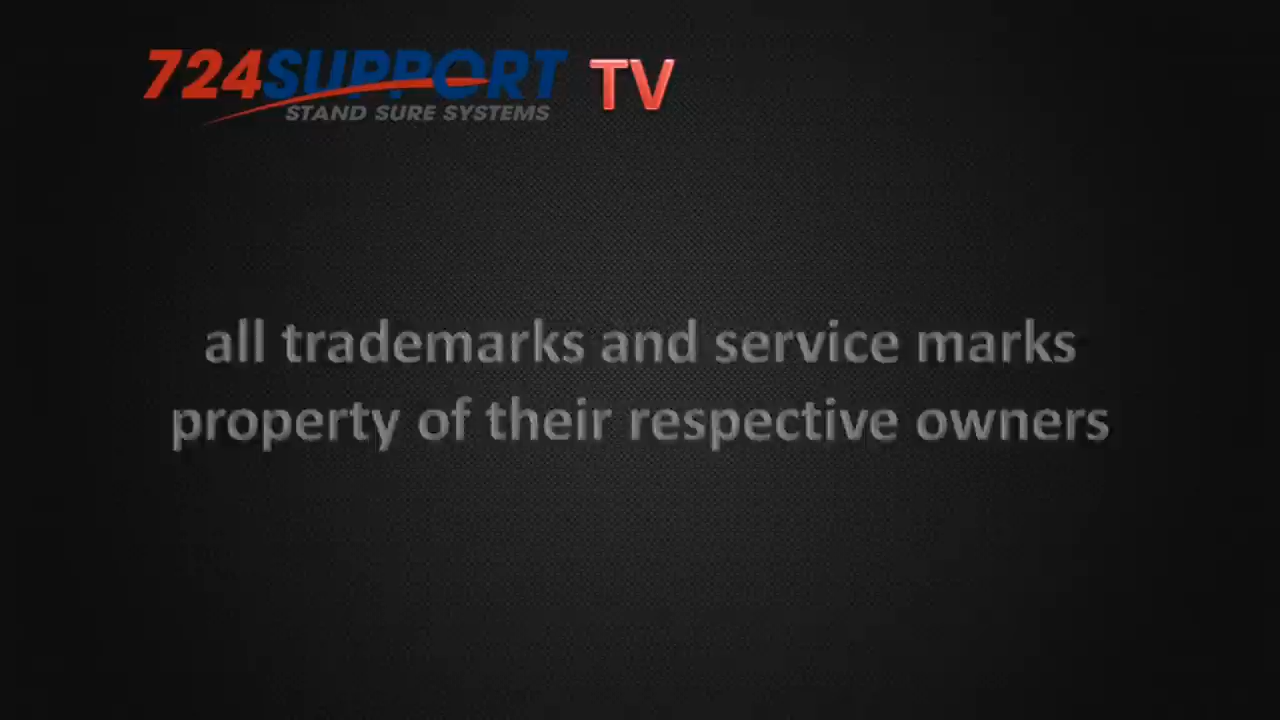 724SUPPORT TV
STAND SURE SYSTEMS
all trademarks and service marks
property of their respective owners